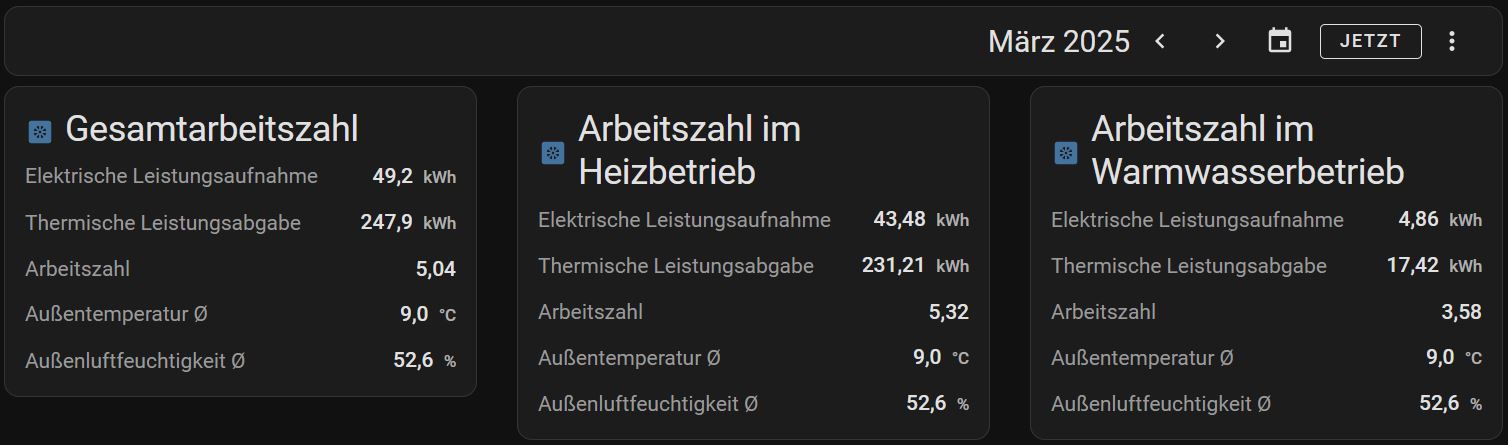 März 2025
JETZT
Gesamtarbeitszahl
Elektrische Leistungsaufnahme 49,2 kWh
Thermische Leistungsabgabe 247,9 kWh
Arbeitszahl 5,04
Außentemperatur Ø 9,0 °C
Außenluftfeuchtigkeit Ø 52,6 %
Arbeitszahl im
Heizbetrieb
Elektrische Leistungsaufnahme 43,48 kWh
Thermische Leistungsabgabe 231,21 kWh
Arbeitszahl 5,32
Außentemperatur Ø 9,0 °C
Außenluftfeuchtigkeit Ø 52,6 %
Arbeitszahl im
Warmwasserbetrieb
Elektrische Leistungsaufnahme 4,86 kWh
Thermische Leistungsabgabe 17,42 kWh
Arbeitszahl 3,58
Außentemperatur Ø 9,0 °C
Außenluftfeuchtigkeit Ø 52,6 %